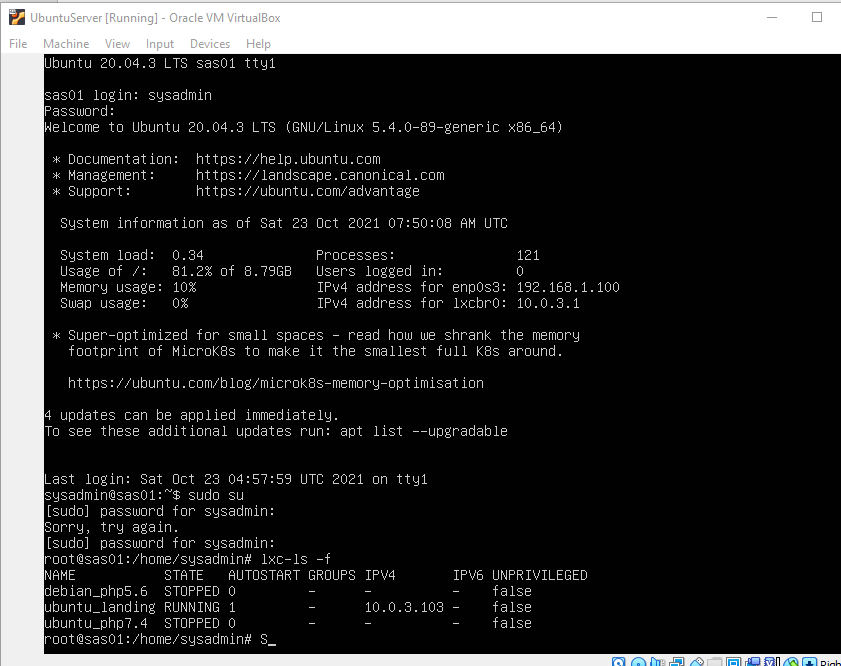 UbuntuServer [Running] - Oracle VM VirtualBox
File Machine View Input Devices Help
Ubuntu 20.04.3 LTS sas01 tty1
sas01 login: sysadmin
Password:
Welcome to Ubuntu 20.04.3 LTS (GNU/Linux 5.4.0-89-generic x86_64)
* Documentation: https://help.ubuntu.com
* Management: https://landscape.canonical.com
* Support: https://ubuntu.com/advantage
System information as of Sat 23 Oct 2021 07:50:08 AM UTC
System load: 0.34 Processes: 121
Usage of /: 81.2% of 8.79GB Users logged in: 0
Memory usage: 10% IPv4 address for enp0s3: 192.168.1.100
Swap usage: 0% IPv4 address for lxcbr0: 10.0.3.1
* Super-optimized for small spaces - read how we shrank the memory
footprint of MicroK8s to make it the smallest full K8s around.
https://ubuntu.com/blog/microk8s-memory-optimisation
4 updates can be applied immediately.
To see these additional updates run: apt list --upgradable
Last login: Sat Oct 23 04:57:59 UTC 2021 on tty1
sysadmin@sas01:~$ sudo su
[sudo] password for sysadmin:
Sorry, try again.
[sudo] password for sysadmin:
root@sas01:/home/sysadmin# lxc-ls -f
NAME STATE AUTOSTART GROUPS IPV4 IPV6 UNPRIVILEGED
debian_php5.6 STOPPED 0 - - - false
ubuntu_landing RUNNING 1 - 10.0.3.103 - false
ubuntu_php7.4 STOPPED 0 - - - false
root@sas01:/home/sysadmin# S_